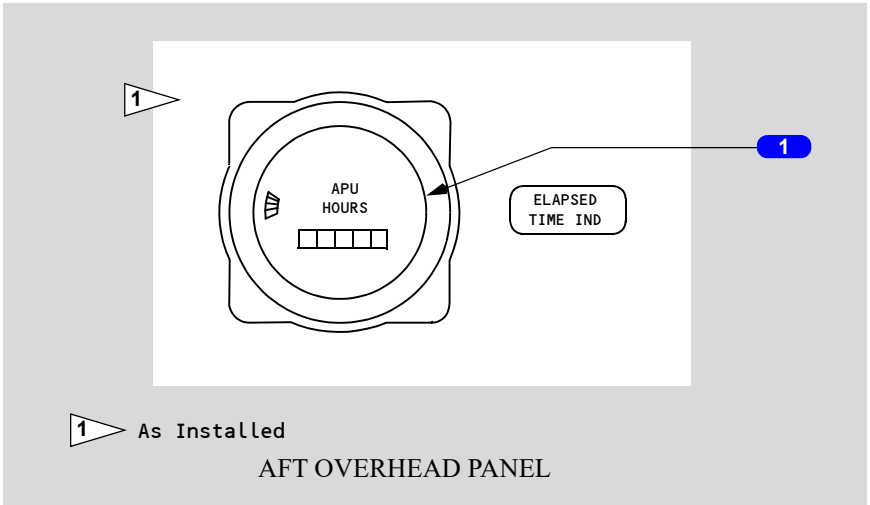 1
1
APU
HOURS
ELAPSED
TIME IND
1 As Installed
AFT OVERHEAD PANEL